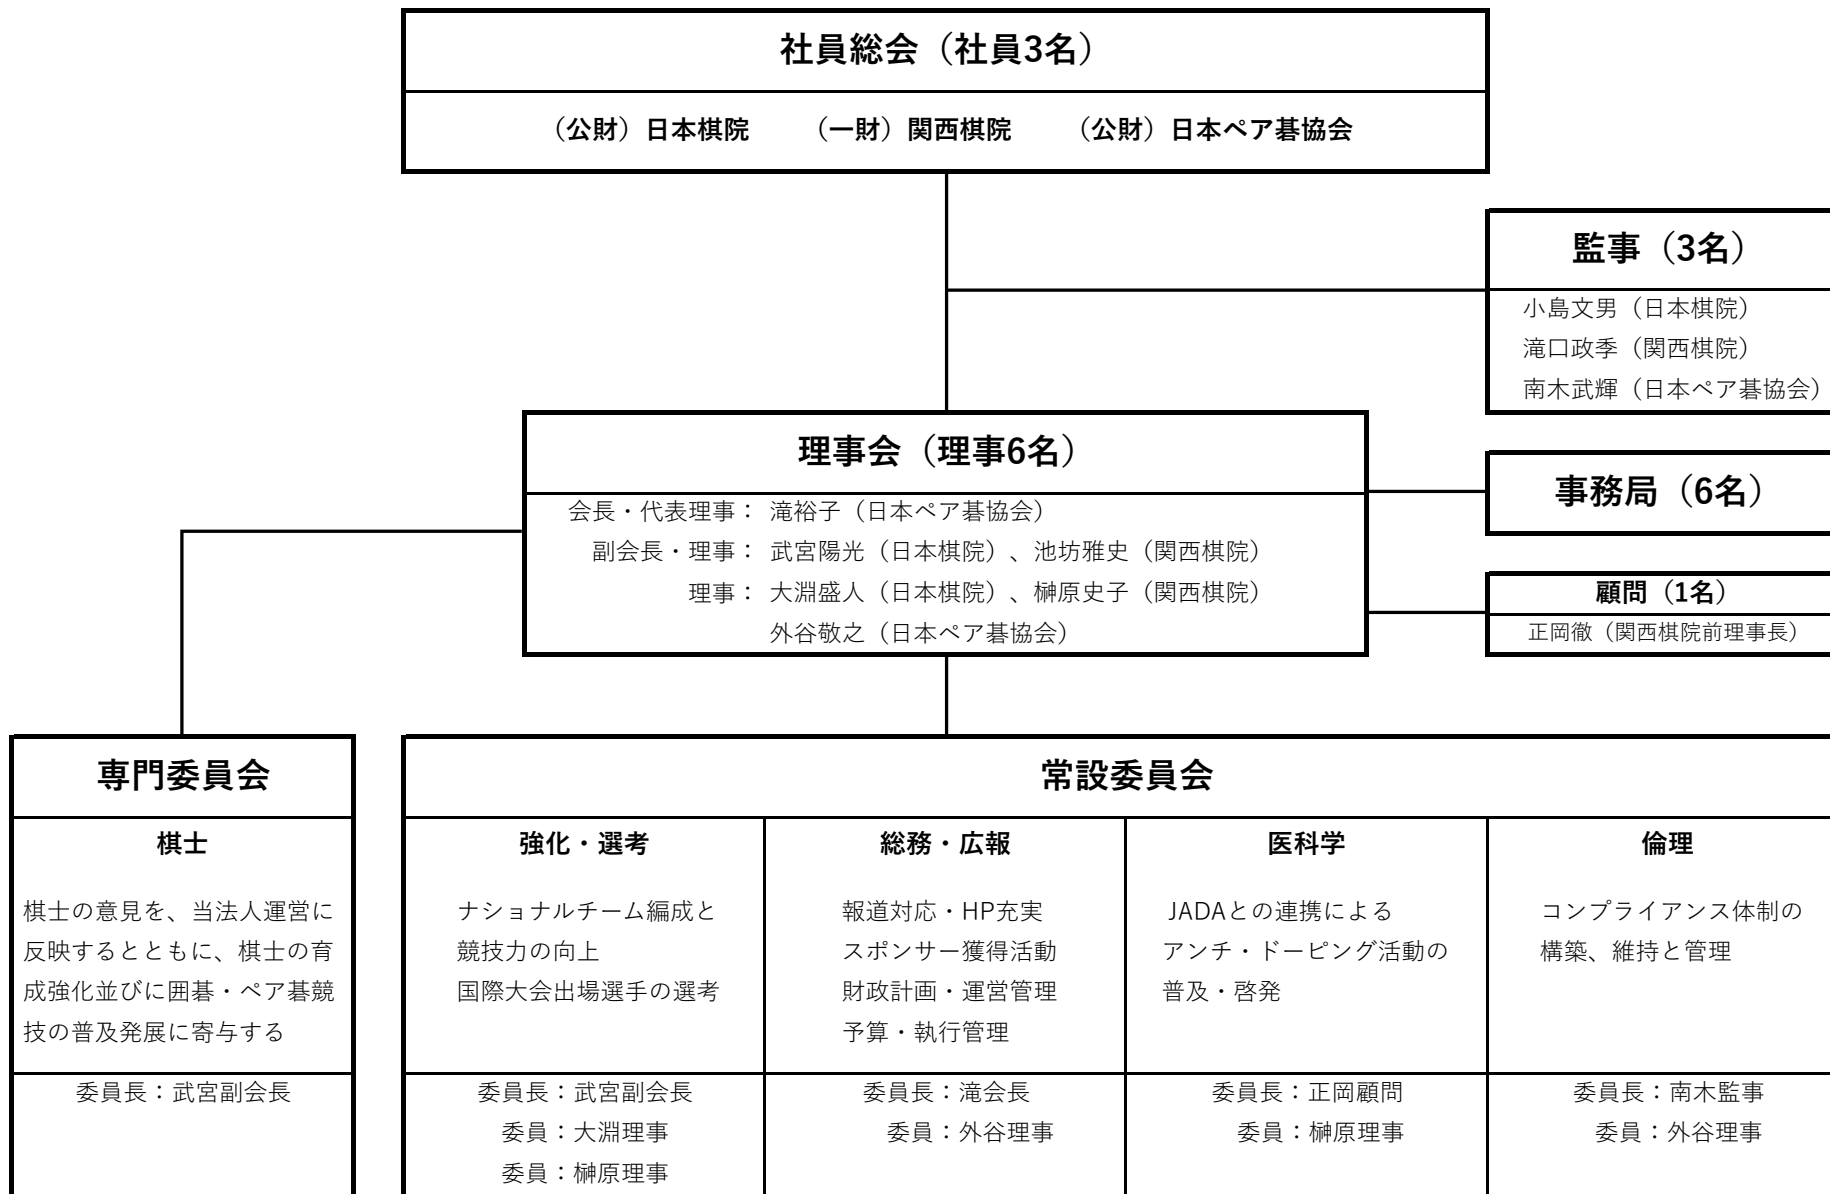 社員総会（社員3名）
（公財）日本棋院　　（一財）関西棋院　　（公財）日本ペア碁協会
監事（3名）
小島文男（日本棋院）
滝口政季（関西棋院）
南木武輝（日本ペア碁協会）
理事会（理事6名）
会長・代表理事： 滝裕子（日本ペア碁協会）
副会長・理事： 武宮陽光（日本棋院）、池坊雅史（関西棋院）
理事： 大淵盛人（日本棋院）、榊原史子（関西棋院）
外谷敬之（日本ペア碁協会）
事務局（6名）
顧問（1名）
正岡徹（関西棋院前理事長）
専門委員会
棋士
棋士の意見を、当法人運営に
反映するとともに、棋士の育
成強化並びに囲碁・ペア碁競
技の普及発展に寄与する
委員長：武宮副会長
常設委員会
強化・選考
ナショナルチーム編成と
競技力の向上
国際大会出場選手の選考
委員長：武宮副会長
委員：大淵理事
委員：榊原理事
総務・広報
報道対応・HP充実
スポンサー獲得活動
財政計画・運営管理
予算・執行管理
委員長：滝会長
委員：外谷理事
医科学
JADAとの連携による
アンチ・ドーピング活動の
普及・啓発
委員長：正岡顧問
委員：榊原理事
倫理
コンプライアンス体制の
構築、維持と管理
委員長：南木監事
委員：外谷理事